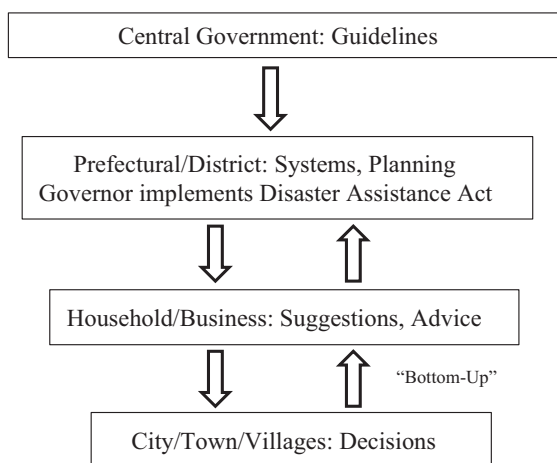 Central Government: Guidelines
Prefectural/District: Systems, Planning
Governor implements Disaster Assistance Act
Household/Business: Suggestions, Advice
“Bottom-Up”
City/Town/Villages: Decisions